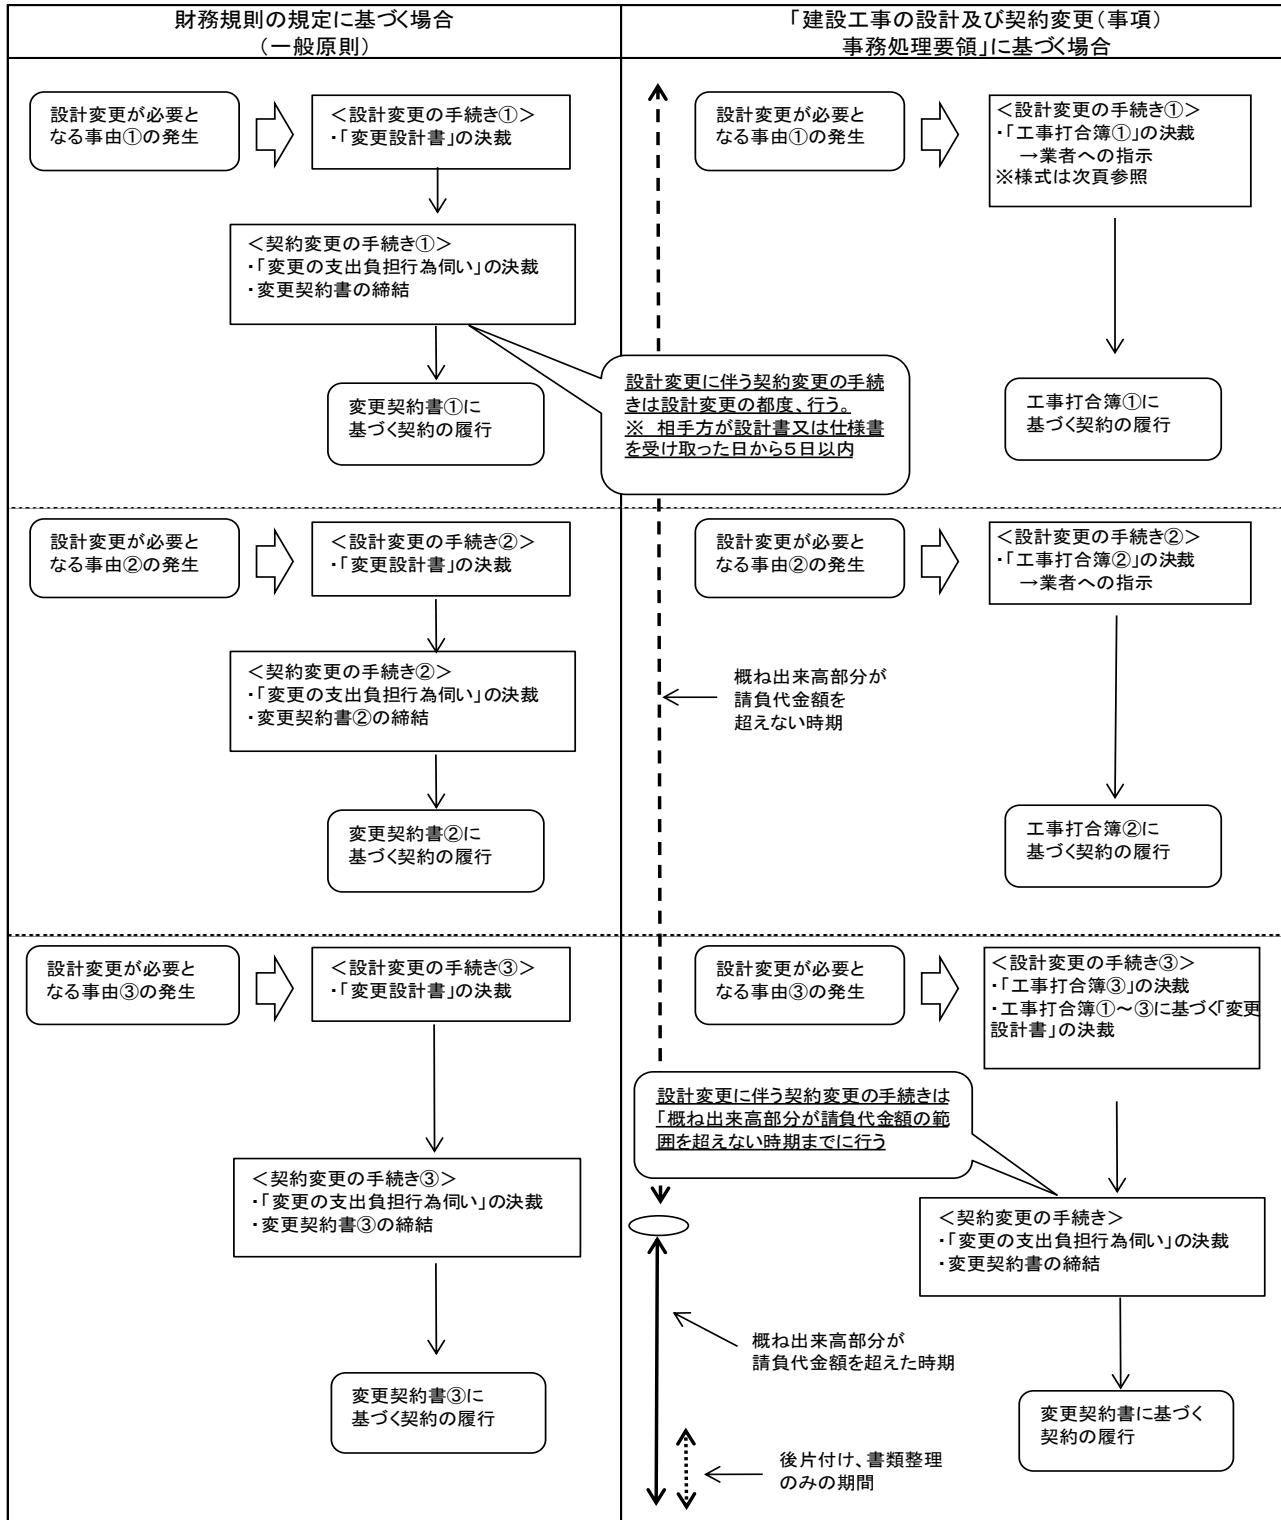 財務規則の規定に基づく場合
（一般原則）
「建設工事の設計及び契約変更（事項）
事務処理要領」に基づく場合
設計変更が必要と
なる事由①の発生
＜設計変更の手続き①＞
・「変更設計書」の決裁
＜契約変更の手続き①＞
・「変更の支出負担行為伺い」の決裁
・変更契約書の締結
変更契約書①に
基づく契約の履行
設計変更に伴う契約変更の手続
きは設計変更の都度、行う。
※　相手方が設計書又は仕様書
を受け取った日から５日以内
設計変更が必要と
なる事由①の発生
＜設計変更の手続き①＞
・「工事打合簿①」の決裁
→業者への指示
※様式は次頁参照
工事打合簿①に
基づく契約の履行
設計変更が必要と
なる事由②の発生
＜設計変更の手続き②＞
・「変更設計書」の決裁
＜契約変更の手続き②＞
・「変更の支出負担行為伺い」の決裁
・変更契約書②の締結
変更契約書②に
基づく契約の履行
設計変更が必要と
なる事由②の発生
＜設計変更の手続き②＞
・「工事打合簿②」の決裁
→業者への指示
概ね出来高部分が
請負代金額を
超えない時期
工事打合簿②に
基づく契約の履行
設計変更が必要と
なる事由③の発生
＜設計変更の手続き③＞
・「変更設計書」の決裁
＜契約変更の手続き③＞
・「変更の支出負担行為伺い」の決裁
・変更契約書③の締結
変更契約書③に
基づく契約の履行
設計変更が必要と
なる事由③の発生
＜設計変更の手続き③＞
・「工事打合簿③」の決裁
・工事打合簿①～③に基づく「変更
設計書」の決裁
設計変更に伴う契約変更の手続きは
「概ね出来高部分が請負代金額の範
囲を超えない時期までに行う
＜契約変更の手続き＞
・「変更の支出負担行為伺い」の決裁
・変更契約書の締結
概ね出来高部分が
請負代金額を超えた時期
変更契約書に基づく
契約の履行
後片付け、書類整理
のみの期間